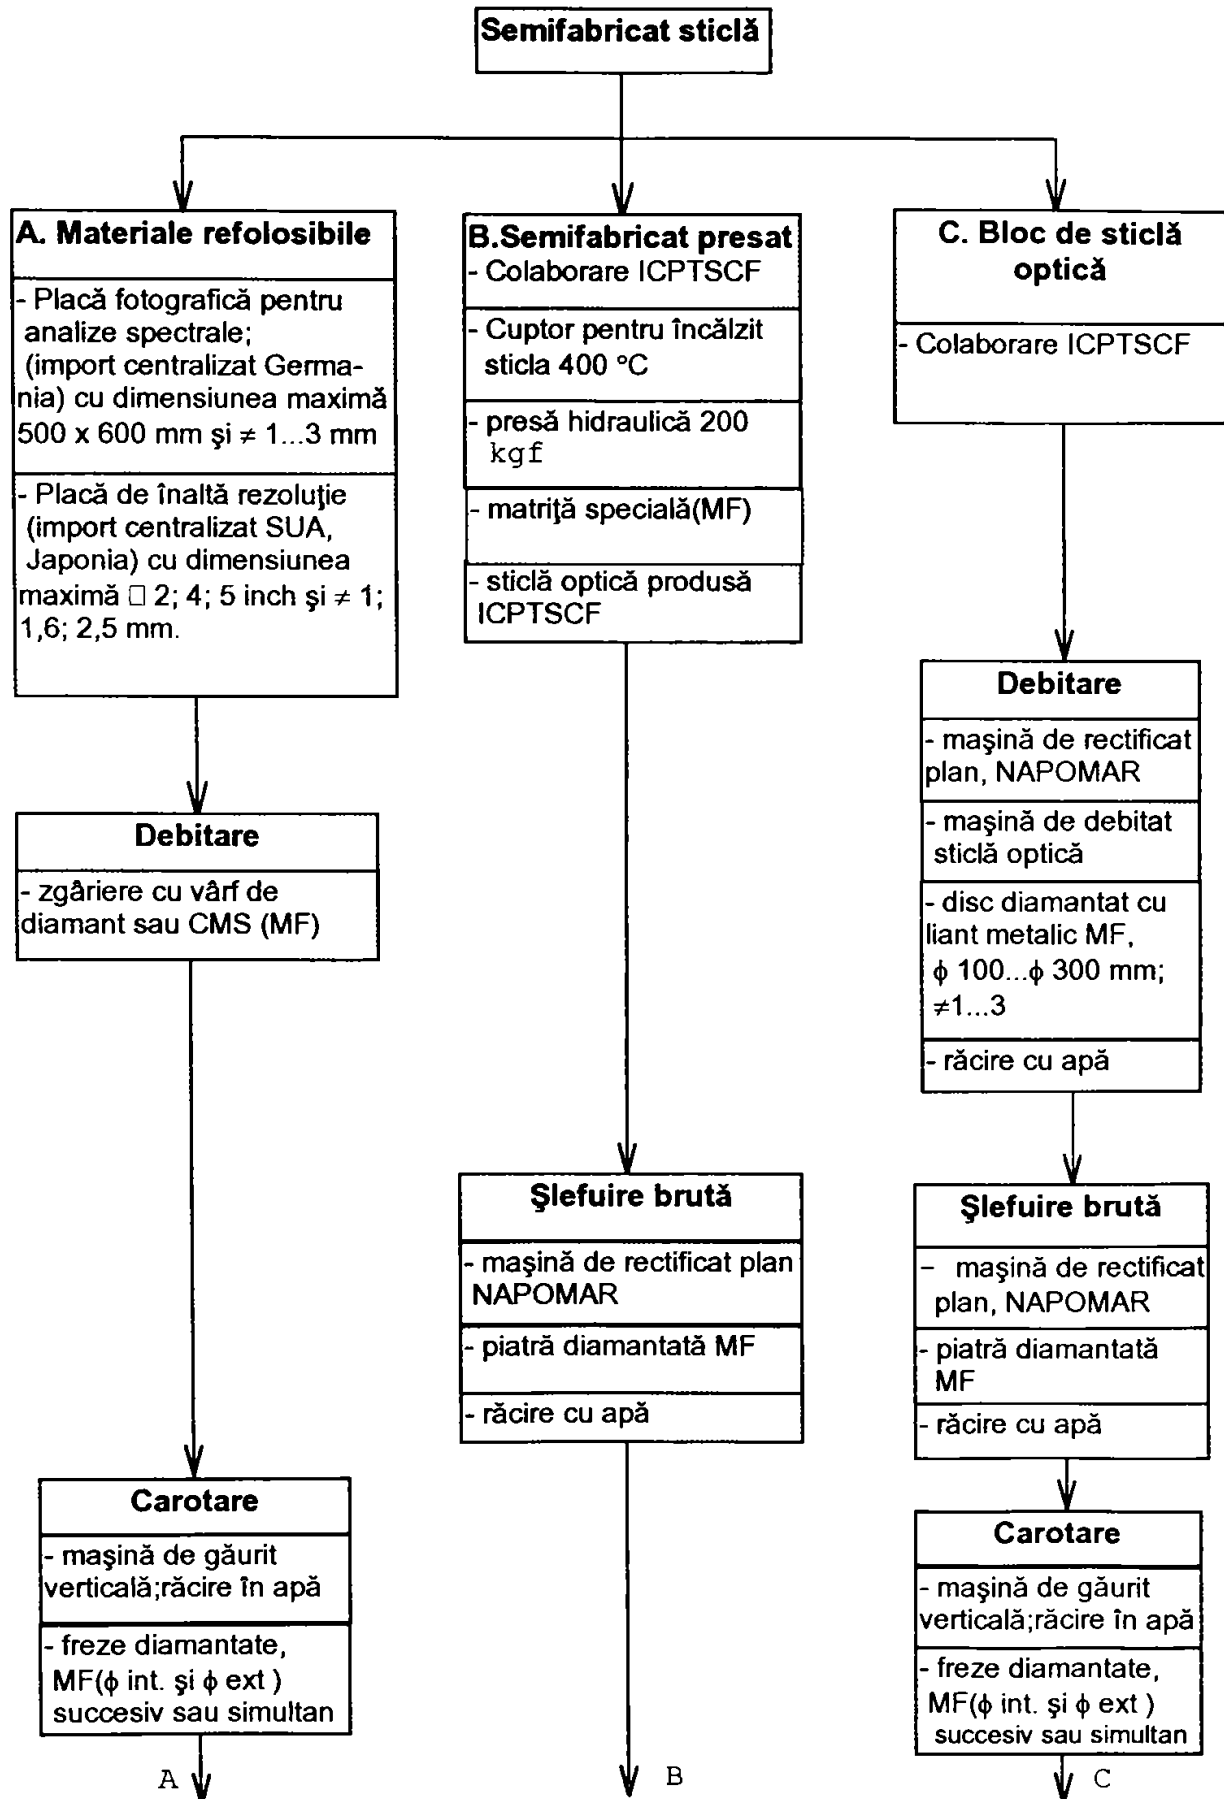 Semifabricat sticlă
A. Materiale refolosibile
- Placă fotografică pentru
analize spectrale;
(import centralizat Germa-
nia) cu dimensiunea maximă
500 x 600 mm şi ≠ 1...3 mm
- Placă de înaltă rezoluţie
(import centralizat SUA,
Japonia) cu dimensiunea
maximă □ 2; 4; 5 inch şi ≠ 1;
1,6; 2,5 mm.
Debitare
- zgâriere cu vârf de
diamant sau CMS (MF)
Carotare
- maşină de găurit
verticală;răcire în apă
- freze diamantate,
MF(ϕ int. şi ϕ ext )
succesiv sau simultan
A
B.Semifabricat presat
- Colaborare ICPTSCF
- Cuptor pentru încălzit
sticla 400 °C
- presă hidraulică 200
kgf
- matriţă specială(MF)
- sticlă optică produsă
ICPTSCF
Şlefuire brută
- maşină de rectificat plan
NAPOMAR
- piatră diamantată MF
- răcire cu apă
B
C. Bloc de sticlă
optică
- Colaborare ICPTSCF
Debitare
- maşină de rectificat
plan, NAPOMAR
- maşină de debitat
sticlă optică
- disc diamantat cu
liant metalic MF,
ϕ 100...ϕ 300 mm;
≠1...3
- răcire cu apă
Şlefuire brută
– maşină de rectificat
plan, NAPOMAR
- piatră diamantată
MF
- răcire cu apă
Carotare
- maşină de găurit
verticală;răcire în apă
- freze diamantate,
MF(ϕ int. şi ϕ ext )
succesiv sau simultan
C